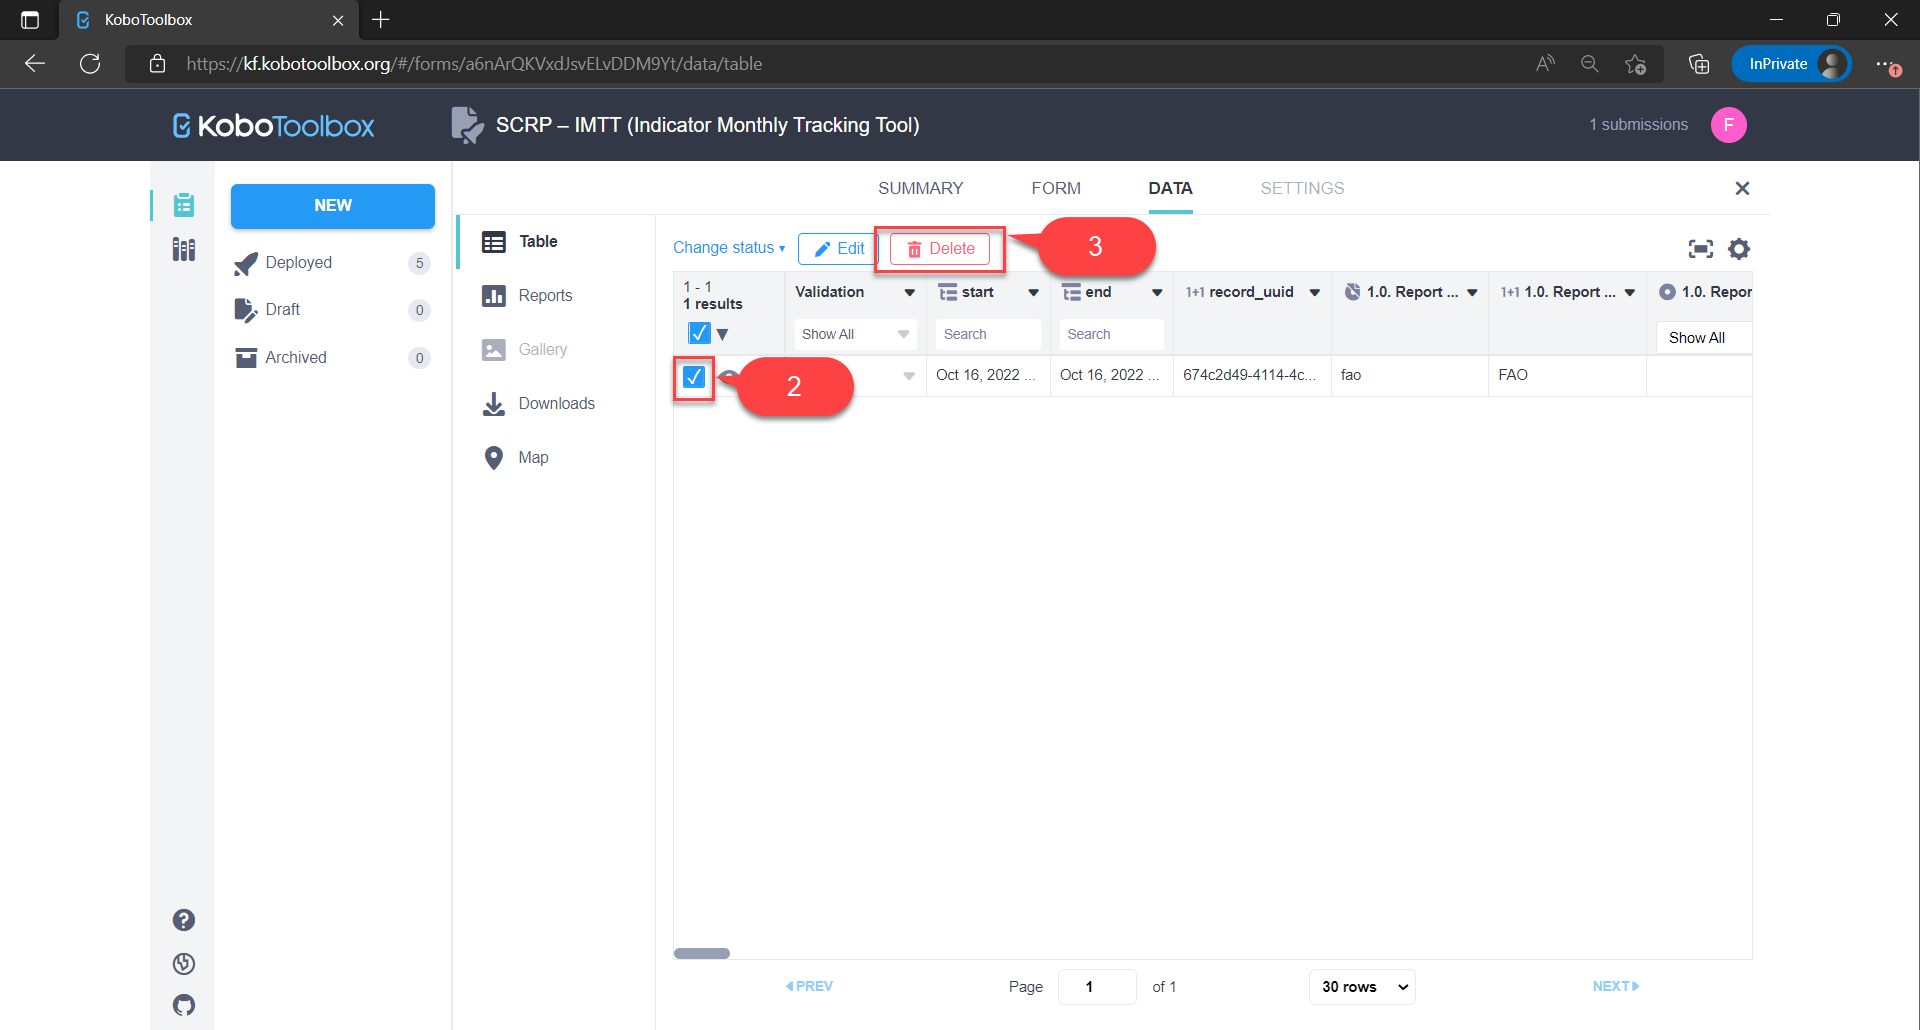 KoboToolbox
https://kf.kobotoolbox.org/#/forms/a6nArQKVxdJsvELvDDM9Yt/data/table
InPrivate
KoboToolbox
SCRP – IMTT (Indicator Monthly Tracking Tool)
1 submissions
F
NEW
Deployed 5
Draft 0
Archived 0
SUMMARY FORM DATA SETTINGS
Table
Reports
Gallery
Downloads
Map
Change status Edit Delete
3
1 - 1
1 results
Validation start end 1+1 record_uuid 1.0. Report ... 1+1 1.0. Report ... 1.0. Repor
Show All Search Search Show All
2
Oct 16, 2022 ... Oct 16, 2022 ... 674c2d49-4114-4c... fao FAO
PREV Page 1 of 1 30 rows NEXT